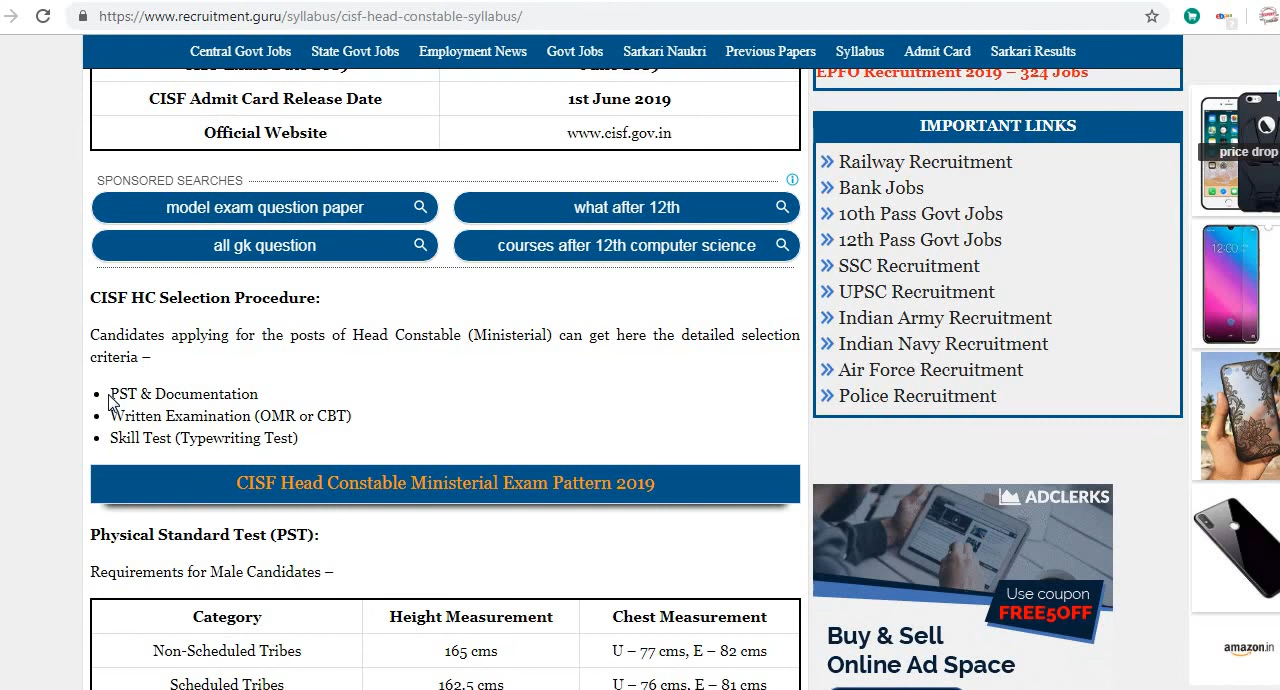 https://www.recruitment.guru/syllabus/cisf-head-constable-syllabus/
Central Govt Jobs State Govt Jobs Employment News Govt Jobs Sarkari Naukri Previous Papers Syllabus Admit Card Sarkari Results
CISF Admit Card Release Date 1st June 2019
Official Website www.cisf.gov.in
SPONSORED SEARCHES
model exam question paper
what after 12th
all gk question
courses after 12th computer science
CISF HC Selection Procedure:
Candidates applying for the posts of Head Constable (Ministerial) can get here the detailed selection
criteria –
PST & Documentation
Written Examination (OMR or CBT)
Skill Test (Typewriting Test)
CISF Head Constable Ministerial Exam Pattern 2019
Physical Standard Test (PST):
Requirements for Male Candidates –
Category Height Measurement Chest Measurement
Non-Scheduled Tribes 165 cms U – 77 cms, E – 82 cms
Scheduled Tribes 162.5 cms U – 76 cms, E – 81 cms
EPFO Recruitment 2019 – 324 Jobs
IMPORTANT LINKS
Railway Recruitment
Bank Jobs
10th Pass Govt Jobs
12th Pass Govt Jobs
SSC Recruitment
UPSC Recruitment
Indian Army Recruitment
Indian Navy Recruitment
Air Force Recruitment
Police Recruitment
ADCLERKS
Use coupon
FREE50FF
Buy & Sell
Online Ad Space
price drop
12:00
amazon.in